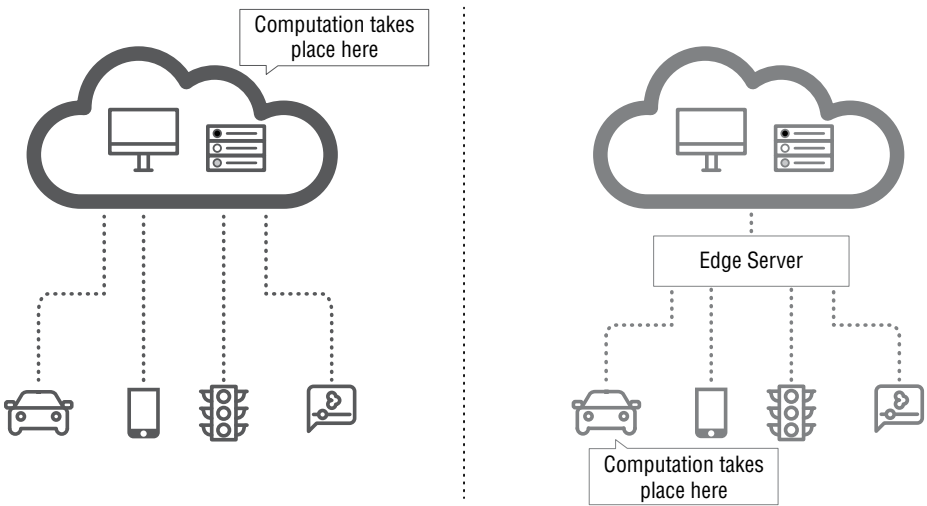 Computation takes
place here
Edge Server
Computation takes
place here